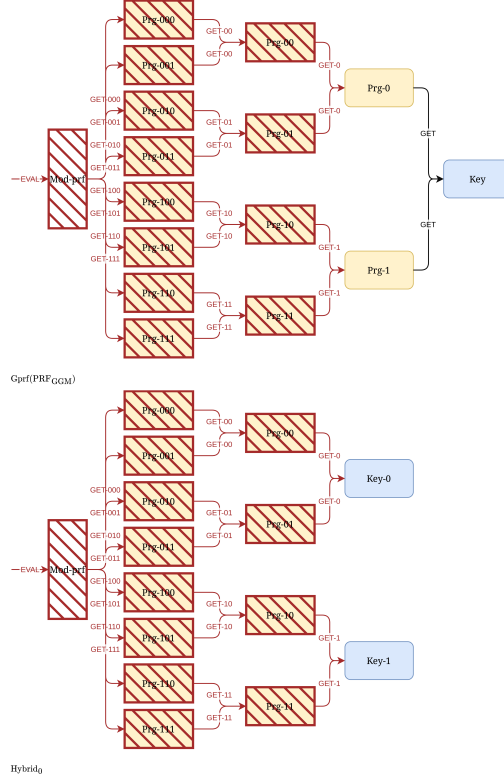 Prg-000
GET-00
Prg-00
GET-00
Prg-001
GET-0
Prg-0
GET-000
Prg-010
GET-0
GET-001
GET-01
Prg-01
GET
GET-010
GET-01
GET-011
Prg-011
EVAL
Mod-prf
Key
GET-100
Prg-100
GET-101
GET-10
Prg-10
GET
GET-110
GET-10
Prg-101
GET-1
GET-111
Prg-1
Prg-110
GET-1
GET-11
Prg-11
GET-11
Prg-111
Gprf(PRF_GGM)
Prg-000
GET-00
Prg-00
GET-00
Prg-001
GET-0
Key-0
GET-000
Prg-010
GET-0
GET-001
GET-01
Prg-01
GET-010
GET-01
GET-011
Prg-011
EVAL
Mod-prf
GET-100
Prg-100
GET-101
GET-10
Prg-10
GET-110
GET-10
Prg-101
GET-1
GET-111
Key-1
Prg-110
GET-1
GET-11
Prg-11
GET-11
Prg-111
Hybrid₀